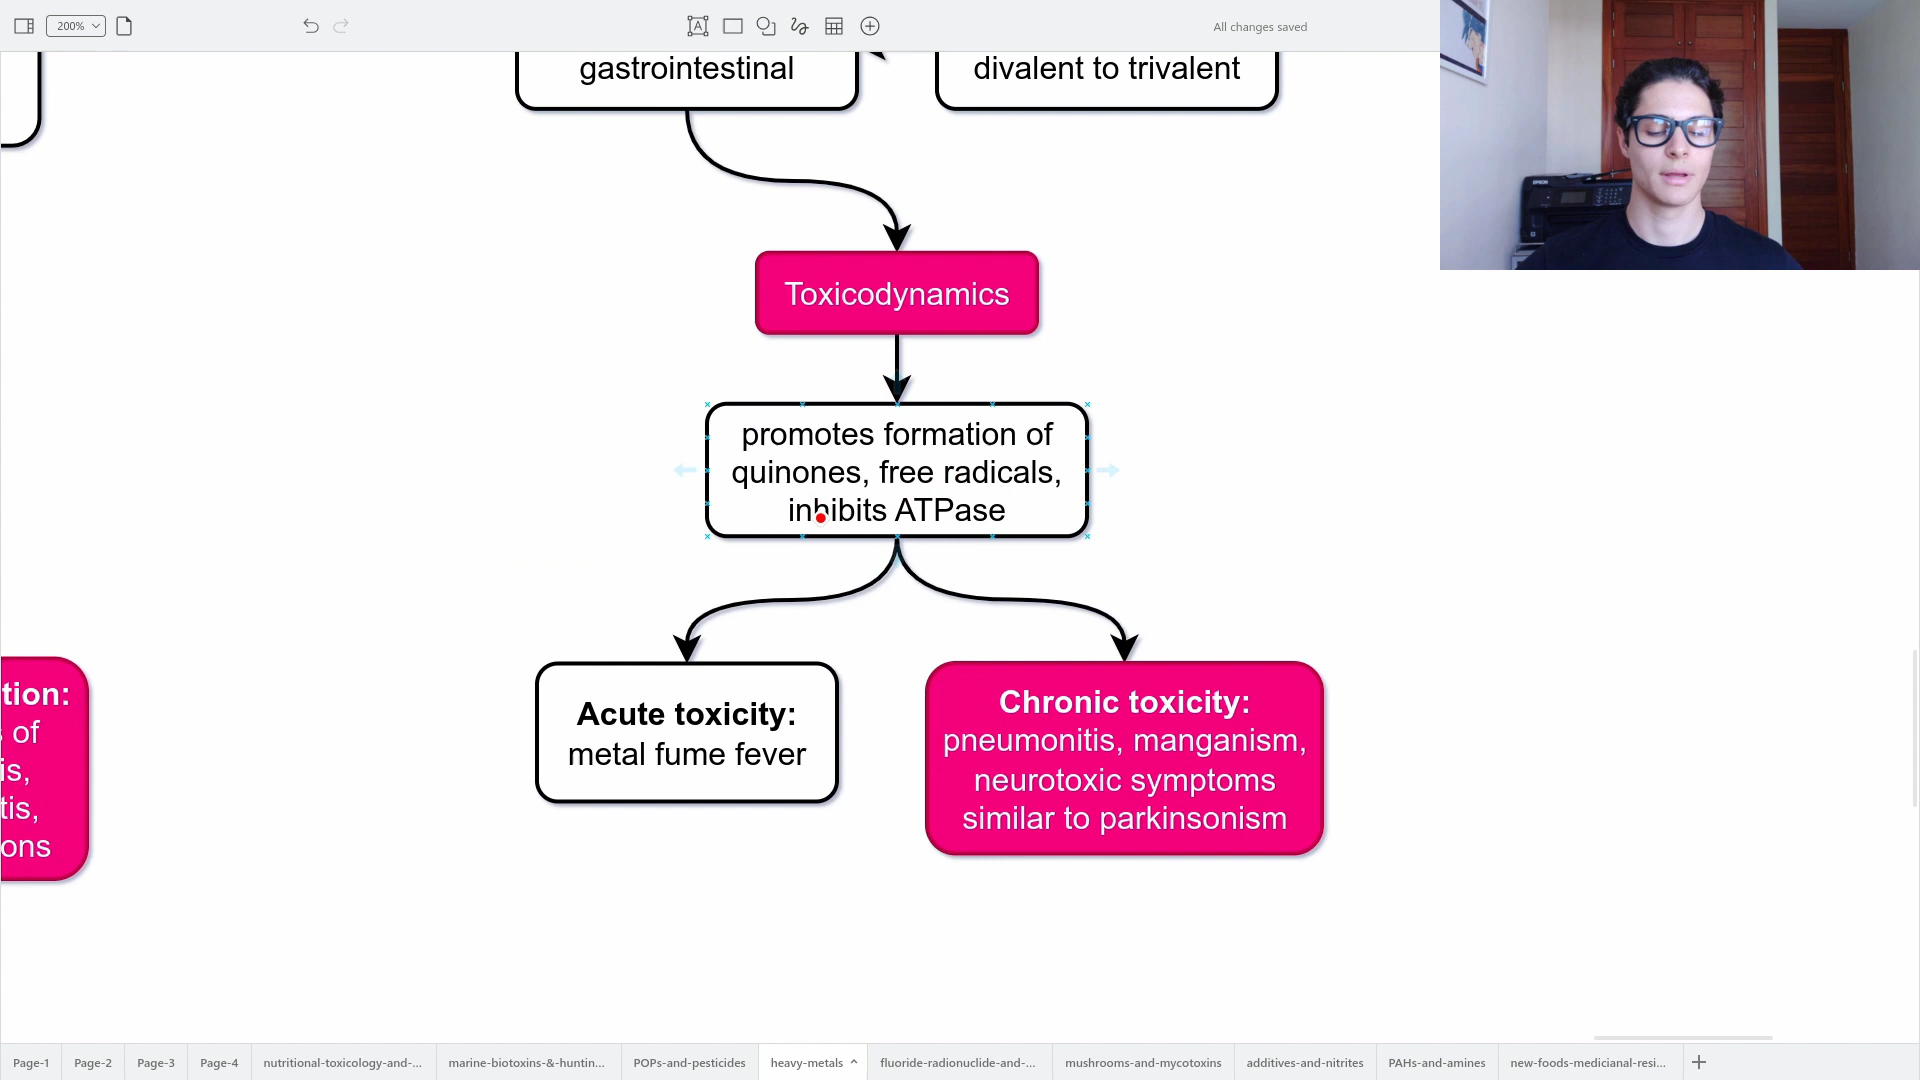 200%
All changes saved
gastrointestinal
divalent to trivalent
EPSON
Toxicodynamics
promotes formation of
quinones, free radicals,
inhibits ATPase
Acute toxicity:
metal fume fever
Chronic toxicity:
pneumonitis, manganism,
neurotoxic symptoms
similar to parkinsonism
tion:
s of
is,
tis,
ons
Page-1
Page-2
Page-3
Page-4
nutritional-toxicology-and-...
marine-biotoxins-&-huntin...
POPs-and-pesticides
heavy-metals
fluoride-radionuclide-and-...
mushrooms-and-mycotoxins
additives-and-nitrites
PAHs-and-amines
new-foods-medicianal-resi...